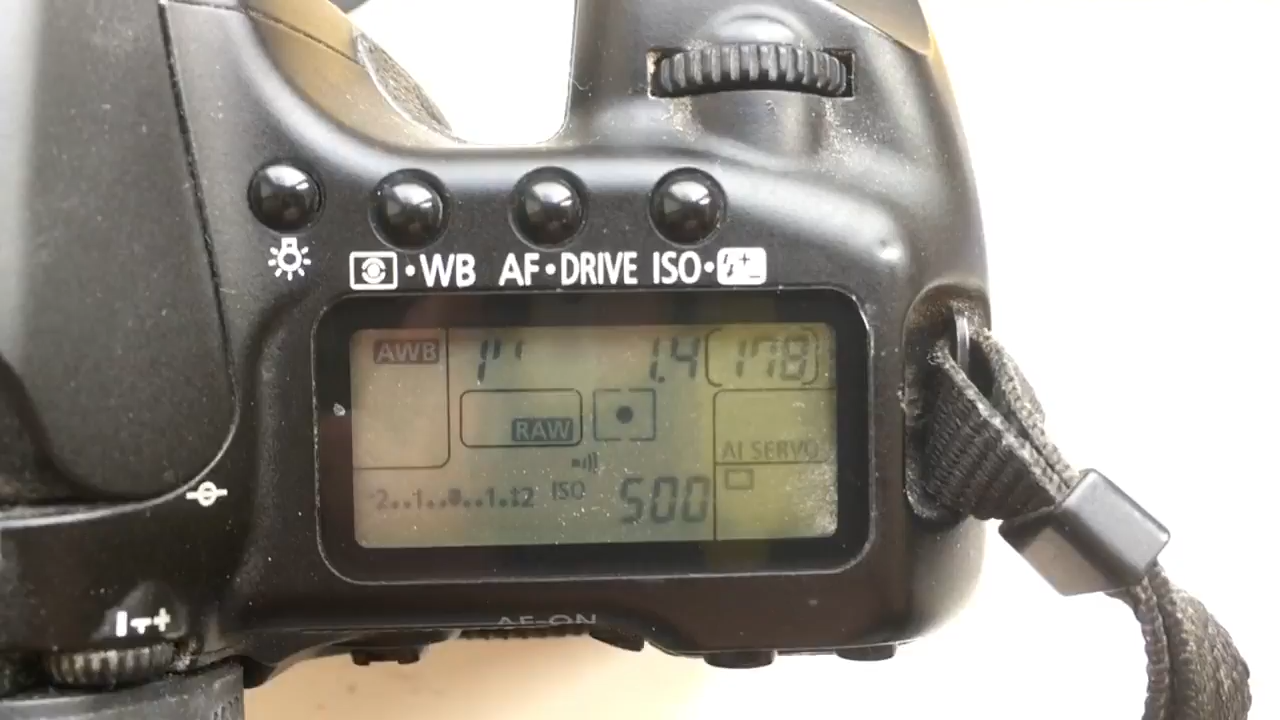 •WB AF•DRIVE ISO•
AWB 1" 1.4 [178]
RAW
AI SERVO
-2..1..0..1..2 ISO 500
AF-ON